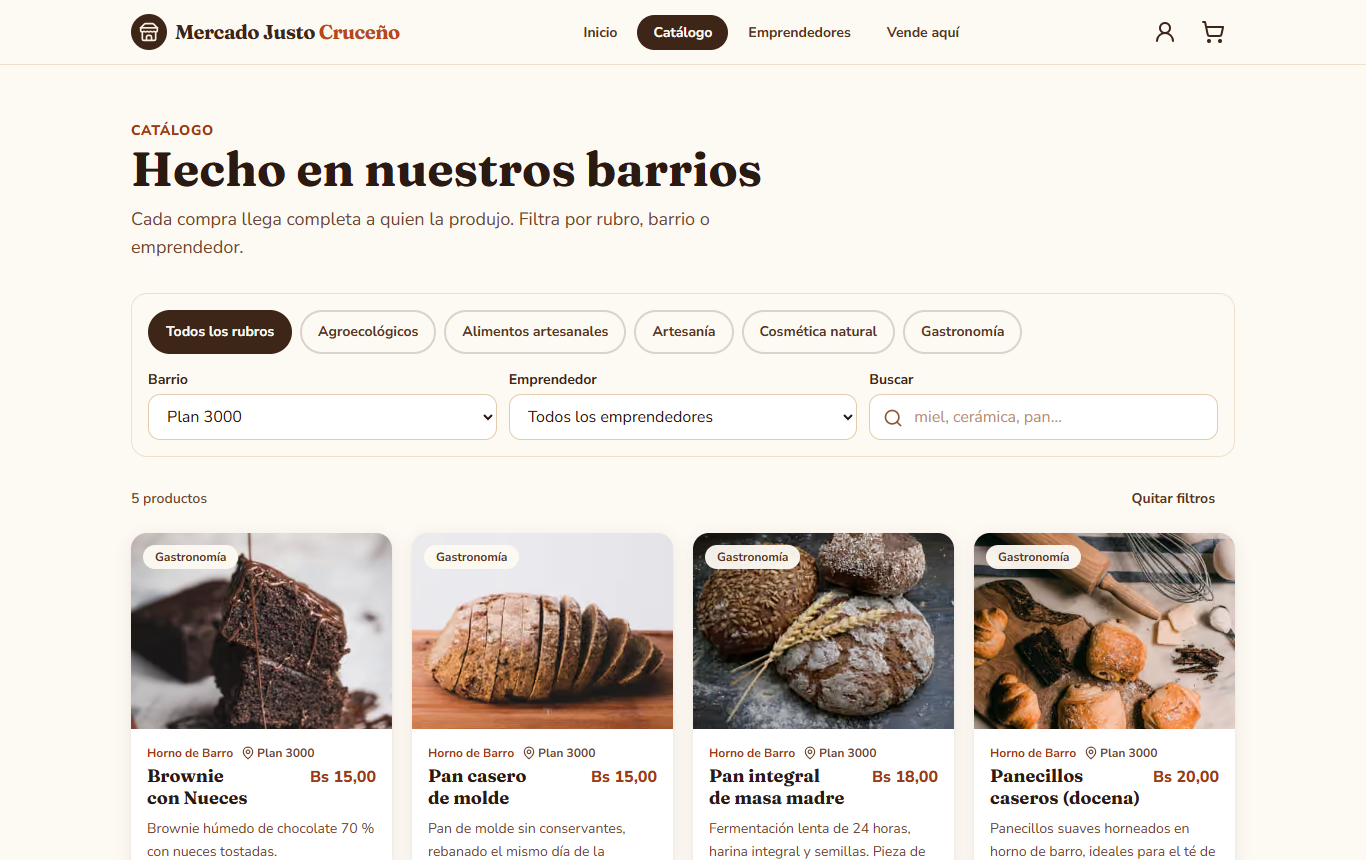 Mercado Justo Cruceño
Inicio
Catálogo
Emprendedores
Vende aquí
CATÁLOGO
Hecho en nuestros barrios
Cada compra llega completa a quien la produjo. Filtra por rubro, barrio o
emprendedor.
Todos los rubros
Agroecológicos
Alimentos artesanales
Artesanía
Cosmética natural
Gastronomía
Barrio
Plan 3000
Emprendedor
Todos los emprendedores
Buscar
miel, cerámica, pan...
5 productos
Quitar filtros
Gastronomía
Horno de Barro Plan 3000
Brownie
con Nueces
Bs 15,00
Brownie húmedo de chocolate 70 %
con nueces tostadas.
Gastronomía
Horno de Barro Plan 3000
Pan casero
de molde
Bs 15,00
Pan de molde sin conservantes,
rebanado el mismo día de la
Gastronomía
Horno de Barro Plan 3000
Pan integral
de masa madre
Bs 18,00
Fermentación lenta de 24 horas,
harina integral y semillas. Pieza de
Gastronomía
Horno de Barro Plan 3000
Panecillos
caseros (docena)
Bs 20,00
Panecillos suaves horneados en
horno de barro, ideales para el té de